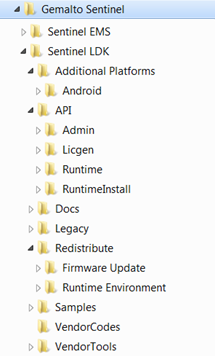 Gemalto Sentinel
Sentinel EMS
Sentinel LDK
Additional Platforms
Android
API
Admin
Licgen
Runtime
RuntimeInstall
Docs
Legacy
Redistribute
Firmware Update
Runtime Environment
Samples
VendorCodes
VendorTools